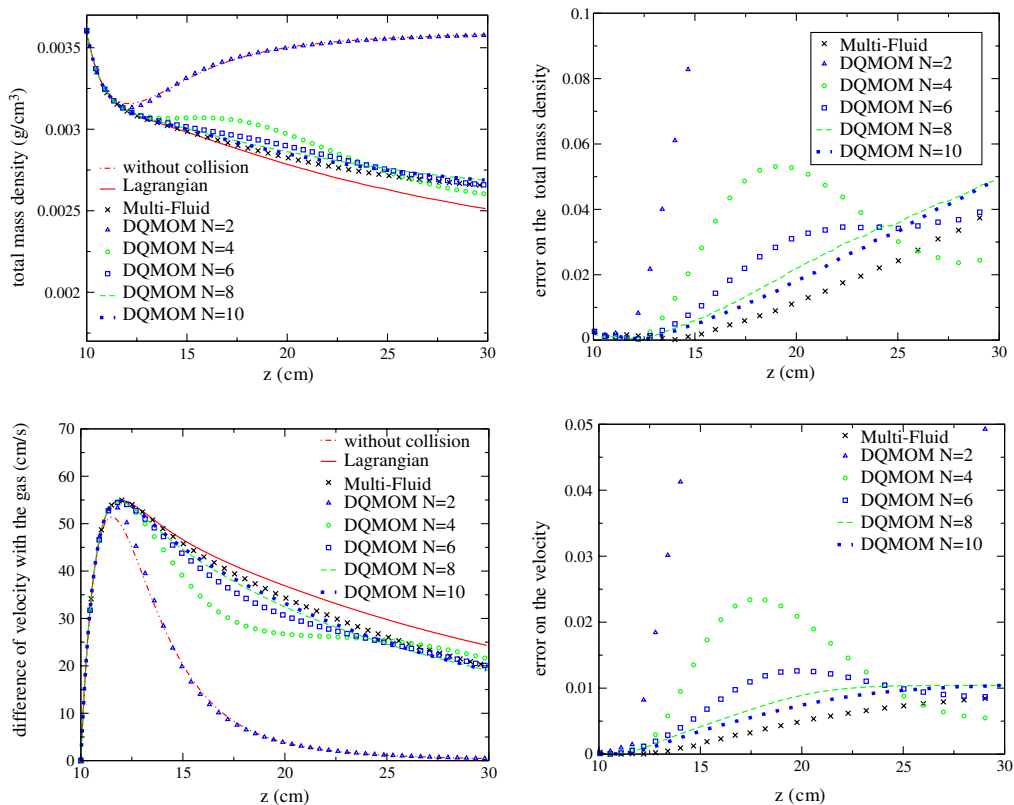 0.0035
0.003
0.0025
0.002
total mass density (g/cm³)
without collision
Lagrangian
Multi-Fluid
DQMOM N=2
DQMOM N=4
DQMOM N=6
DQMOM N=8
DQMOM N=10
10 15 20 25 30
z (cm)
0.1
0.08
0.06
0.04
0.02
0
error on the total mass density
Multi-Fluid
DQMOM N=2
DQMOM N=4
DQMOM N=6
DQMOM N=8
DQMOM N=10
10 15 20 25 30
z (cm)
70
65
60
55
50
45
40
35
30
25
20
15
10
5
0
difference of velocity with the gas (cm/s)
without collision
Lagrangian
Multi-Fluid
DQMOM N=2
DQMOM N=4
DQMOM N=6
DQMOM N=8
DQMOM N=10
10 15 20 25 30
z (cm)
0.05
0.04
0.03
0.02
0.01
0
error on the velocity
Multi-Fluid
DQMOM N=2
DQMOM N=4
DQMOM N=6
DQMOM N=8
DQMOM N=10
10 15 20 25 30
z (cm)